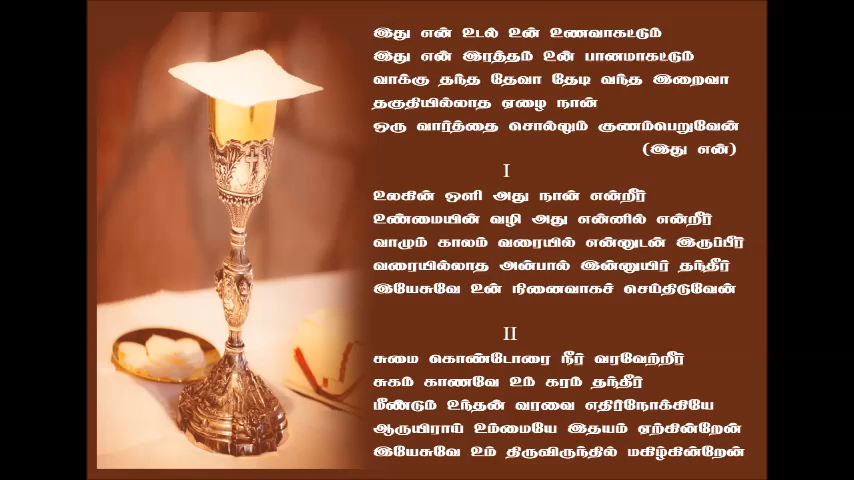 இது என் உடல் உன் உணவாகட்டும்
இது என் இரத்தம் உன் பானமாகட்டும்
வாக்கு தந்த தேவா தேடி வந்த இறைவா
தகுதியில்லாத ஏழை நான்
ஒரு வார்த்தை சொல்லும் குணம்பெறுவேன்
(இது என்)
I
உலகின் ஒளி அது நான் என்றீர்
உண்மையின் வழி அது என்னில் என்றீர்
வாழும் காலம் வரையில் என்னுடன் இருப்பீர்
வரையில்லாத அன்பால் இன்னுயிர் தந்தீர்
இயேசுவே உன் நினைவாகச் செய்திடுவேன்
II
சுமை கொண்டோரை நீர் வரவேற்றீர்
சுகம் காணவே உம் கரம் தந்தீர்
மீண்டும் உந்தன் வரவை எதிர்நோக்கியே
ஆருயிராய் உம்மையே இதயம் ஏற்கின்றேன்
இயேசுவே உம் திருவிருந்தில் மகிழ்கின்றேன்